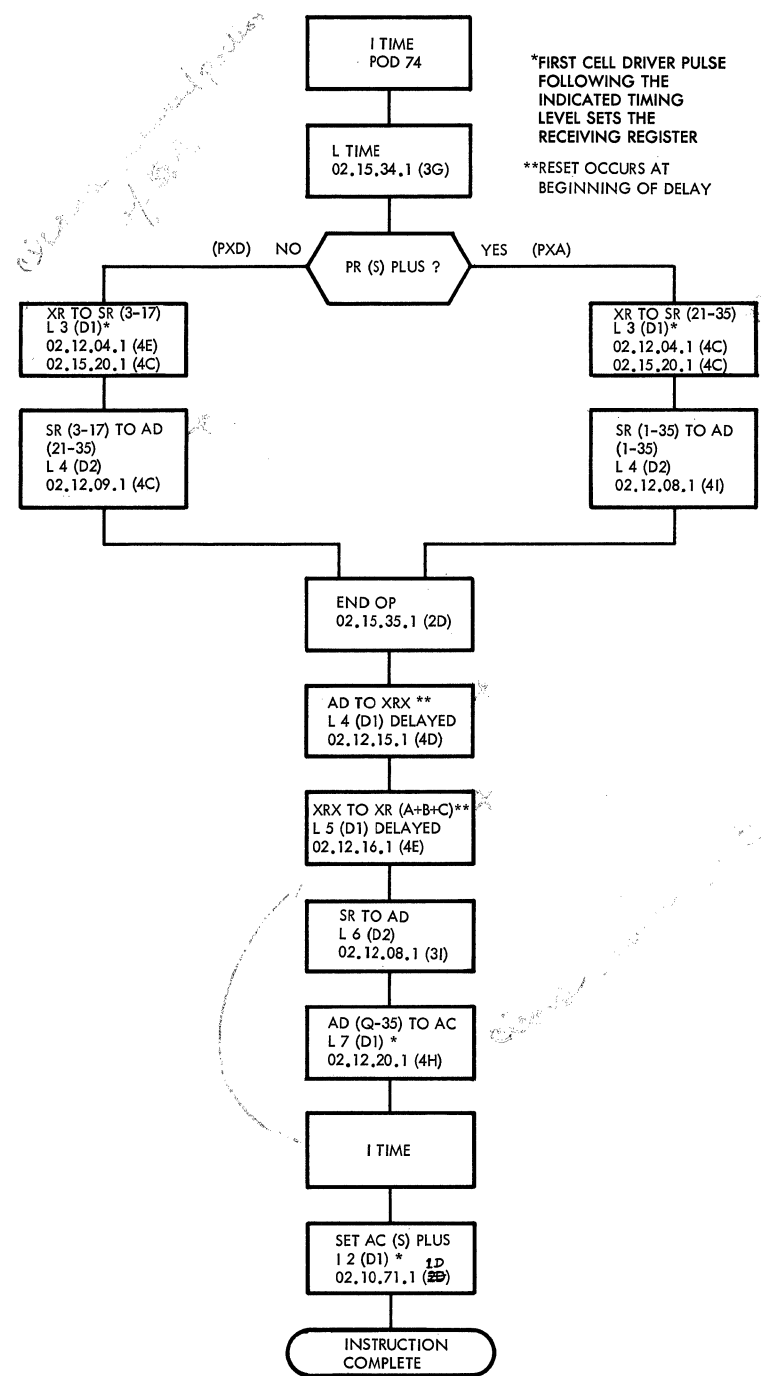 I TIME
POD 74
*FIRST CELL DRIVER PULSE
FOLLOWING THE
INDICATED TIMING
LEVEL SETS THE
RECEIVING REGISTER
**RESET OCCURS AT
BEGINNING OF DELAY
L TIME
02.15.34.1 (3G)
(PXD) NO
PR (S) PLUS ?
YES (PXA)
XR TO SR (3-17)
L 3 (D1)*
02.12.04.1 (4E)
02.15.20.1 (4C)
XR TO SR (21-35)
L 3 (D1)*
02.12.04.1 (4C)
02.15.20.1 (4C)
SR (3-17) TO AD
(21-35)
L 4 (D2)
02.12.09.1 (4C)
SR (1-35) TO AD
(1-35)
L 4 (D2)
02.12.08.1 (4I)
END OP
02.15.35.1 (2D)
AD TO XRX **
L 4 (D1) DELAYED
02.12.15.1 (4D)
XRX TO XR (A+B+C)**
L 5 (D1) DELAYED
02.12.16.1 (4E)
SR TO AD
L 6 (D2)
02.12.08.1 (3I)
AD (Q-35) TO AC
L 7 (D1) *
02.12.20.1 (4H)
I TIME
SET AC (S) PLUS
I 2 (D1) *
1D
02.10.71.1 (2D)
INSTRUCTION
COMPLETE